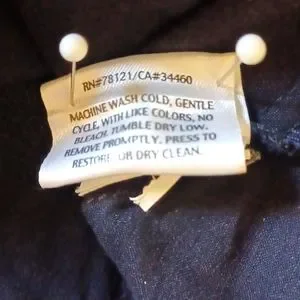 RN#78121/CA#34460
MACHINE WASH COLD, GENTLE
CYCLE, WITH LIKE COLORS, NO
BLEACH. TUMBLE DRY LOW.
REMOVE PROMPTLY. PRESS TO
RESTORE OR DRY CLEAN.